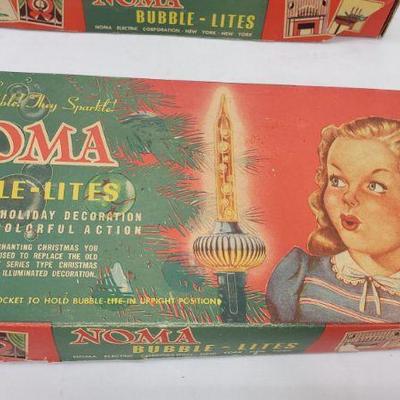 NOMA
BUBBLE - LITES
NOMA ELECTRIC CORPORATION - NEW YORK - NEW YORK
They Sparkle!
OMA
LE-LITES
HOLIDAY DECORATION
COLORFUL ACTION
CHANTING CHRISTMAS YOU
USED TO REPLACE THE OLD
SERIES TYPE CHRISTMAS
ILLUMINATED DECORATION.
OCKET TO HOLD BUBBLE-LITE IN UPRIGHT POSITION
NOMA
BUBBLE - LITES
NOMA ELECTRIC